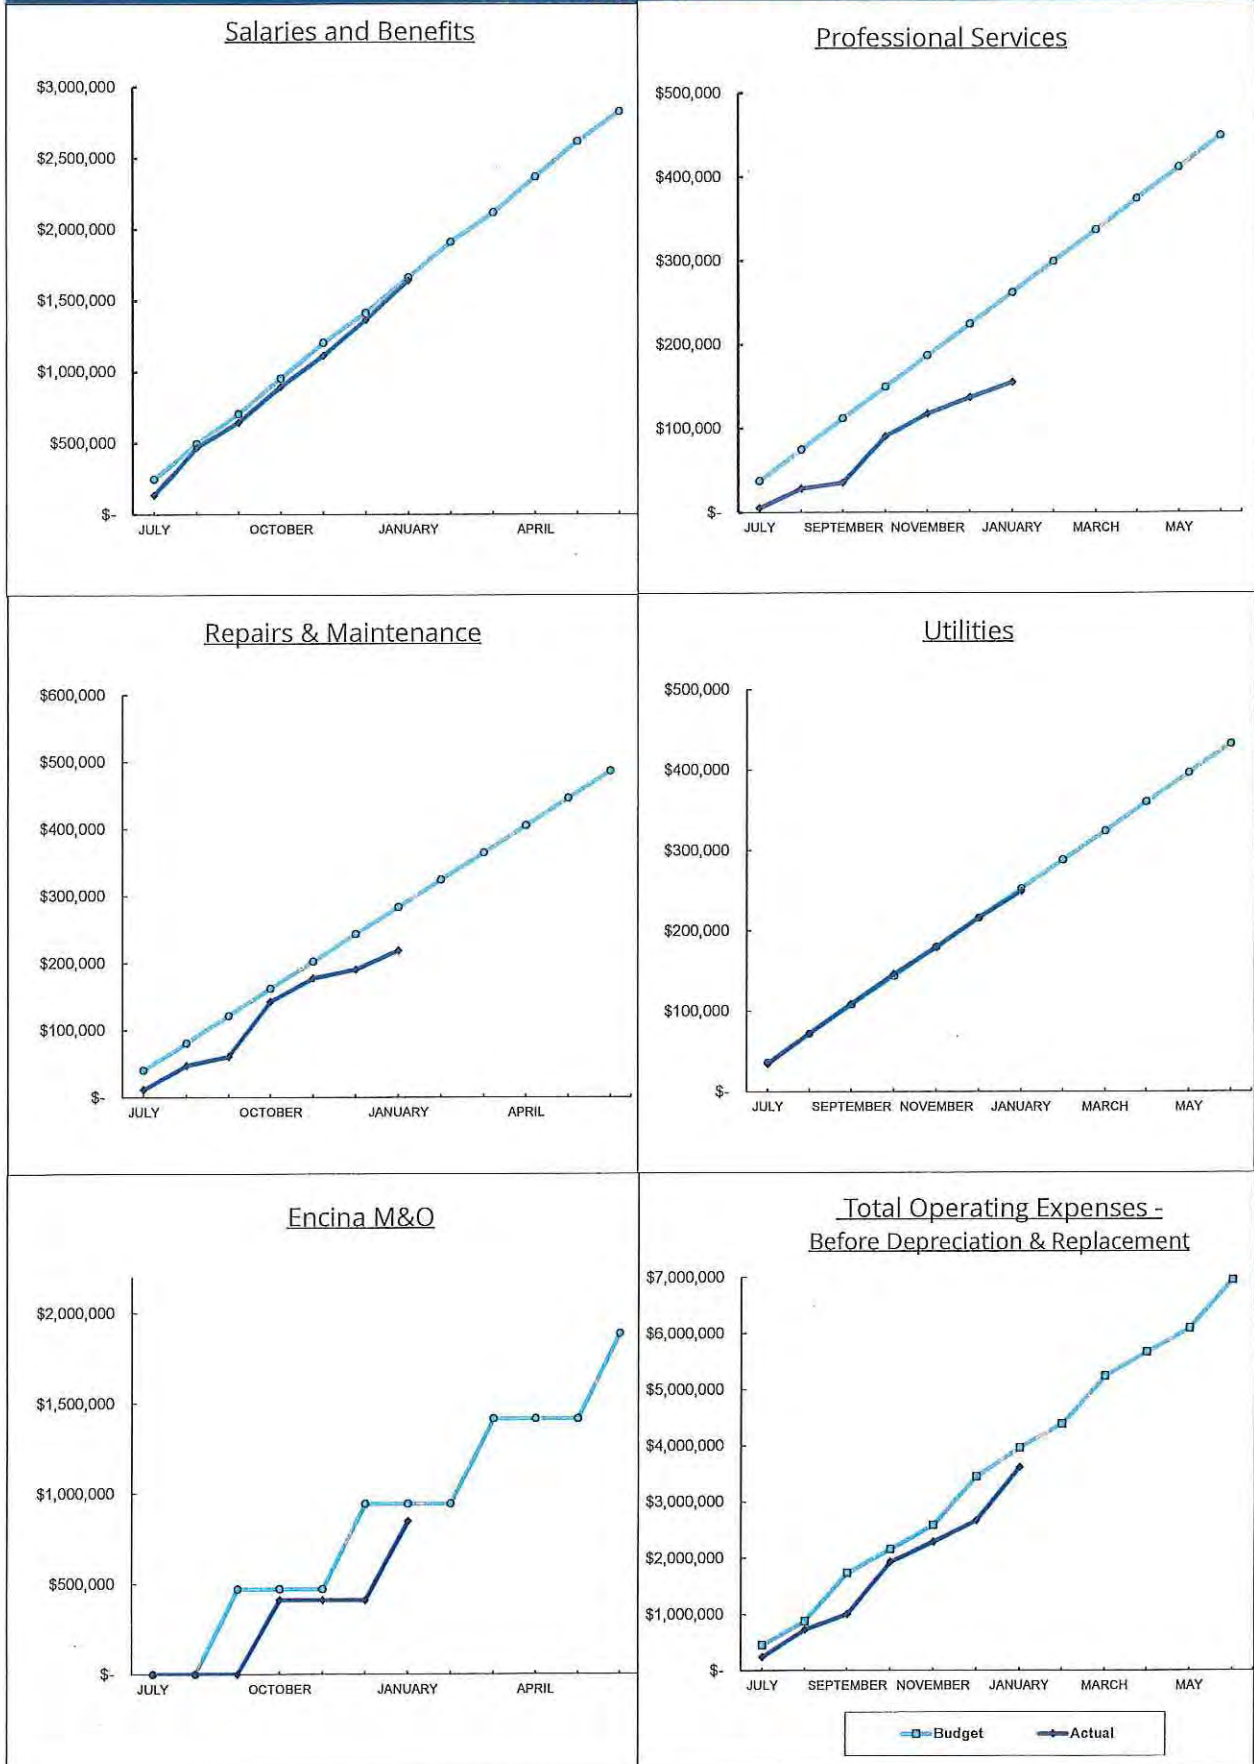 Salaries and Benefits
$3,000,000
$2,500,000
$2,000,000
$1,500,000
$1,000,000
$500,000
$-
JULY OCTOBER JANUARY APRIL
Professional Services
$500,000
$400,000
$300,000
$200,000
$100,000
$-
JULY SEPTEMBER NOVEMBER JANUARY MARCH MAY
Repairs & Maintenance
$600,000
$500,000
$400,000
$300,000
$200,000
$100,000
$-
JULY OCTOBER JANUARY APRIL
Utilities
$500,000
$400,000
$300,000
$200,000
$100,000
$-
JULY SEPTEMBER NOVEMBER JANUARY MARCH MAY
Encina M&O
$2,000,000
$1,500,000
$1,000,000
$500,000
$-
JULY OCTOBER JANUARY APRIL
Total Operating Expenses -
Before Depreciation & Replacement
$7,000,000
$6,000,000
$5,000,000
$4,000,000
$3,000,000
$2,000,000
$1,000,000
$-
JULY SEPTEMBER NOVEMBER JANUARY MARCH MAY
Budget Actual